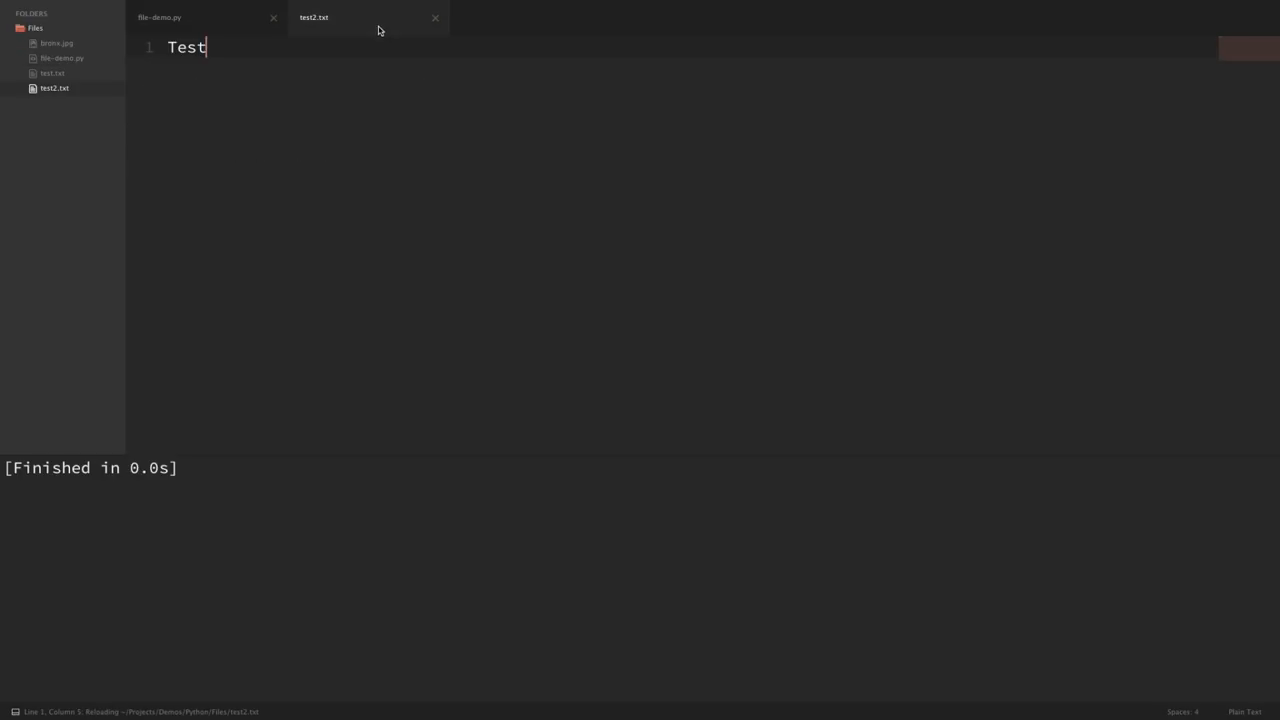 FOLDERS
Files
bronx.jpg
file-demo.py
test.txt
test2.txt
file-demo.py
test2.txt
1 Test
[Finished in 0.0s]
Line 1, Column 5; Reloading ~/Projects/Demos/Python/Files/test2.txt
Spaces: 4
Plain Text